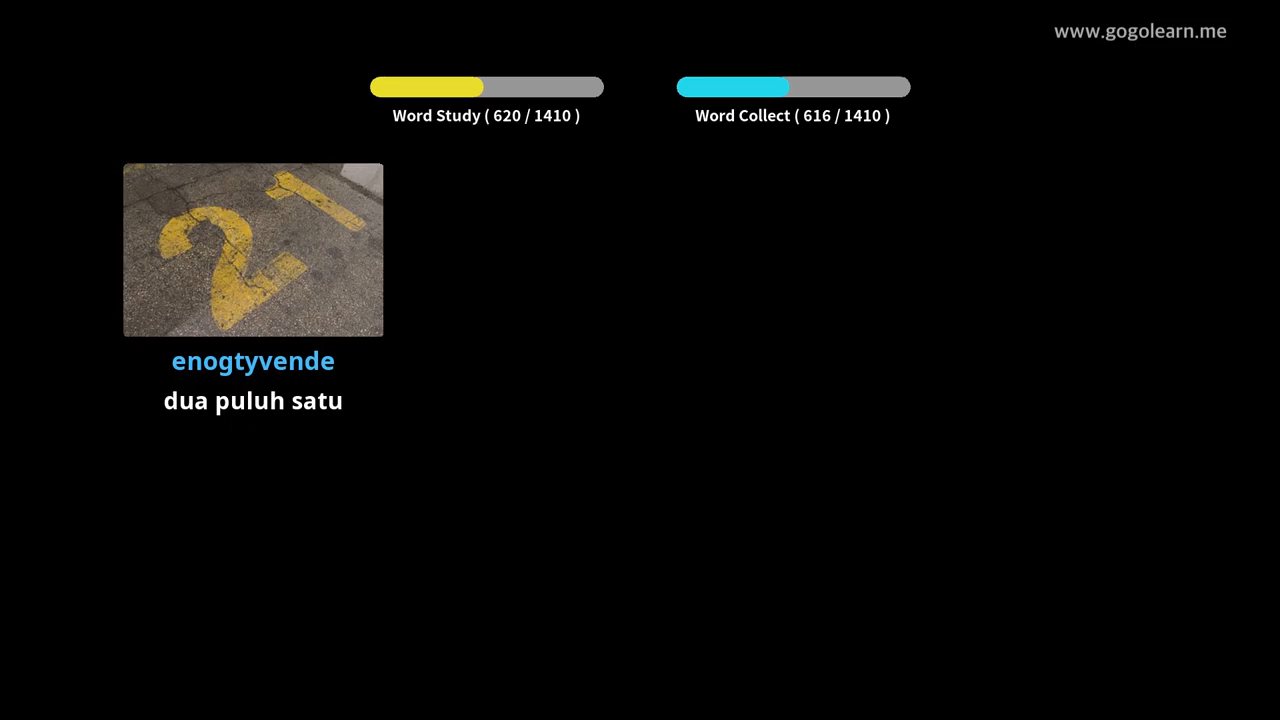 www.gogolearn.me
Word Study ( 620 / 1410 )
Word Collect ( 616 / 1410 )
21
enogtyvende
dua puluh satu